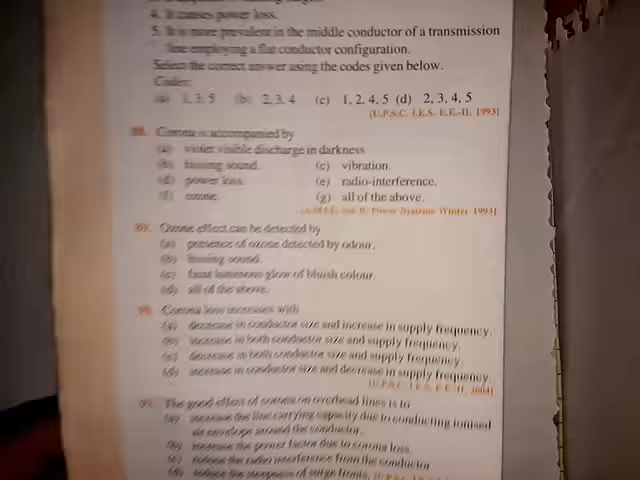 4. It causes power loss.
5. It is more prevalent in the middle conductor of a transmission
line employing a flat conductor configuration.
Select the correct answer using the codes given below.
Codes:
(a) 1, 3, 5 (b) 2, 3, 4 (c) 1, 2, 4, 5 (d) 2, 3, 4, 5
[U.P.S.C. I.E.S. E.E.-II, 1993]
88. Corona is accompanied by
(a) violet visible discharge in darkness
(b) hissing sound. (c) vibration.
(d) power loss. (e) radio-interference.
(f) ozone. (g) all of the above.
Power Systems Winter 1993]
89. Ozone effect can be detected by
(a) presence of ozone detected by odour.
(b) hissing sound.
(c) faint luminous glow of bluish colour.
(d) all of the above.
90. Corona loss increases with
(a) decrease in conductor size and increase in supply frequency.
(b) increase in both conductor size and supply frequency.
(c) decrease in both conductor size and supply frequency.
(d) increase in conductor size and decrease in supply frequency.
[U.P.S.C. I.E.S. E.E.-II,
91. The good effect of corona on overhead lines is to
(a) increase the line carrying capacity due to conducting ionised
air envelope around the conductor.
(b) increase the power factor due to corona loss.
(c) reduce the radio interference from the conductor
(d) reduce the steepness of surge fronts.